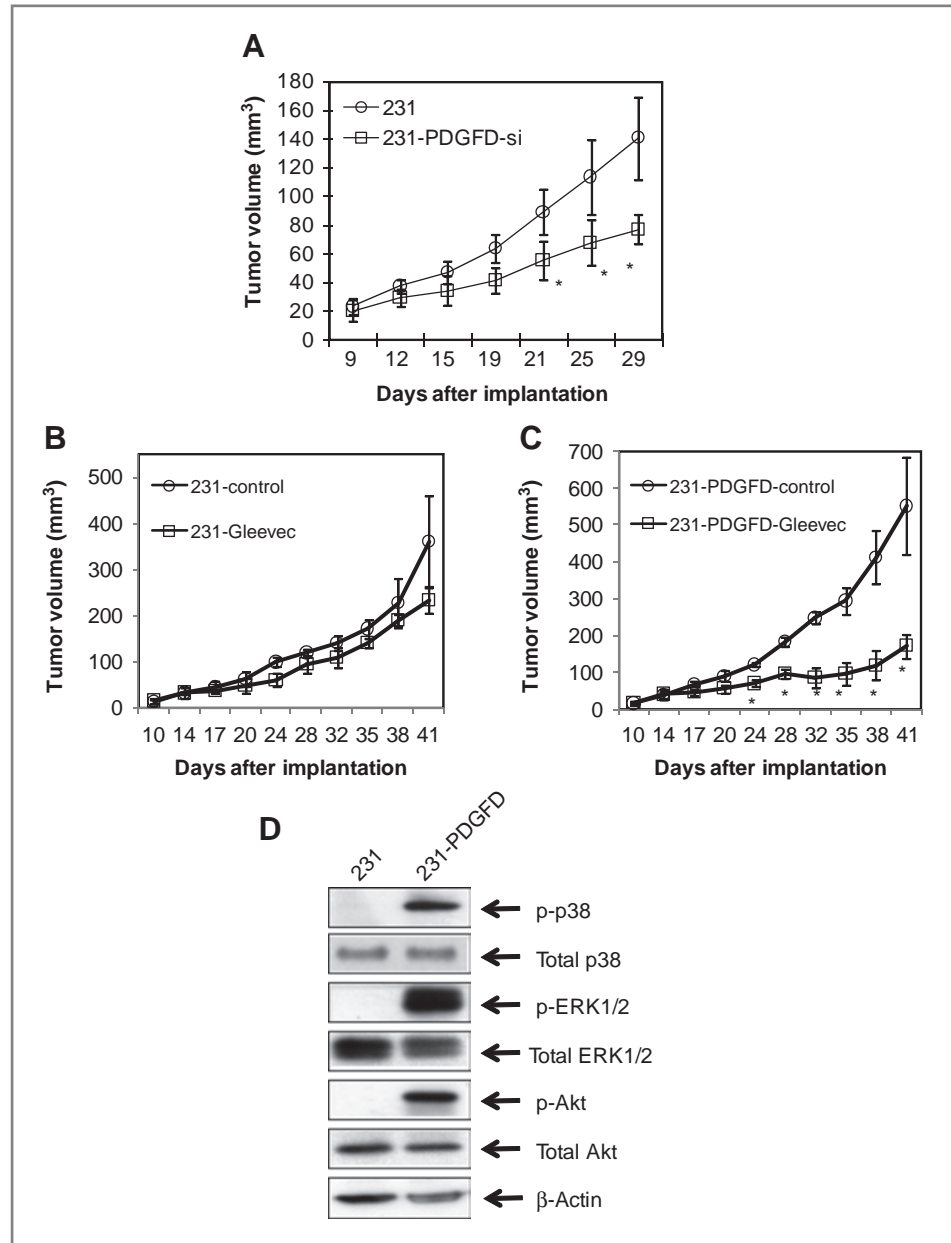 A
Tumor volume (mm³)
180
160
140
120
100
80
60
40
20
0
231
231-PDGFD-si
* * *
9 12 15 19 21 25 29
Days after implantation
B
Tumor volume (mm³)
500
400
300
200
100
0
231-control
231-Gleevec
10 14 17 20 24 28 32 35 38 41
Days after implantation
C
Tumor volume (mm³)
700
600
500
400
300
200
100
0
231-PDGFD-control
231-PDGFD-Gleevec
* * * * * *
10 14 17 20 24 28 32 35 38 41
Days after implantation
D
231 231-PDGFD
p-p38
Total p38
p-ERK1/2
Total ERK1/2
p-Akt
Total Akt
β-Actin